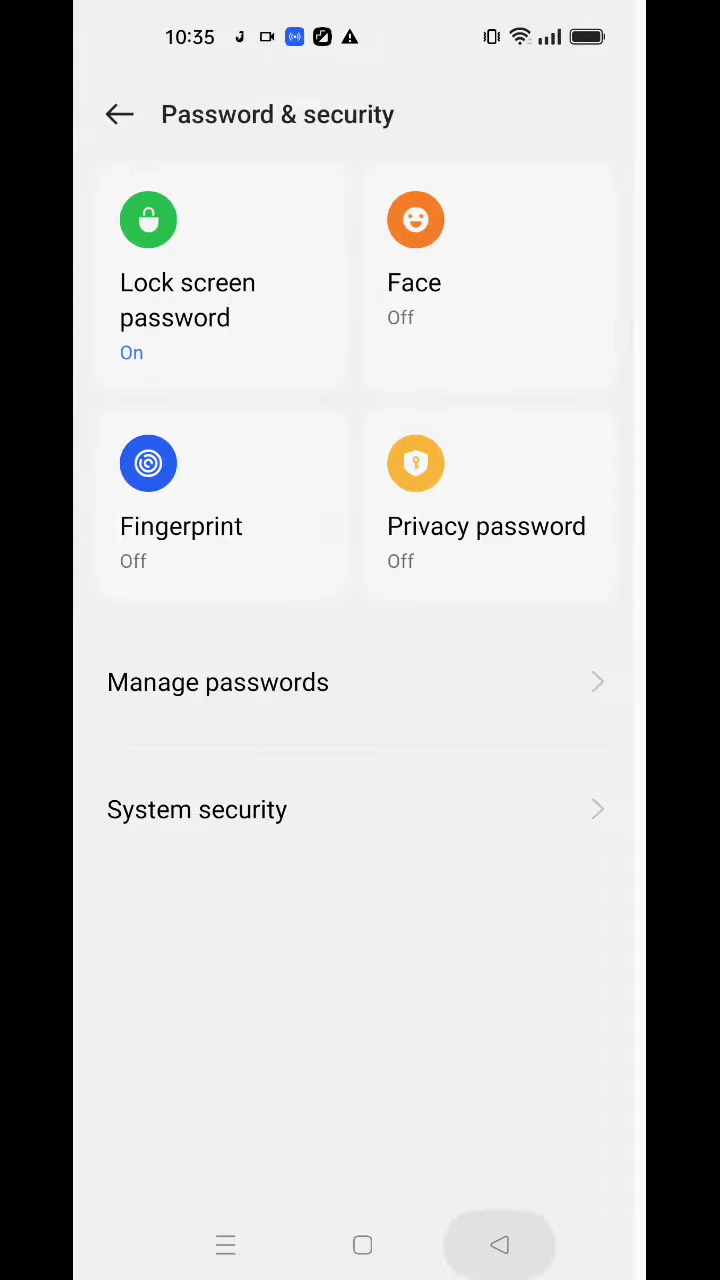 10:35
Password & security
Lock screen
password
On
Face
Off
Fingerprint
Off
Privacy password
Off
Manage passwords
System security